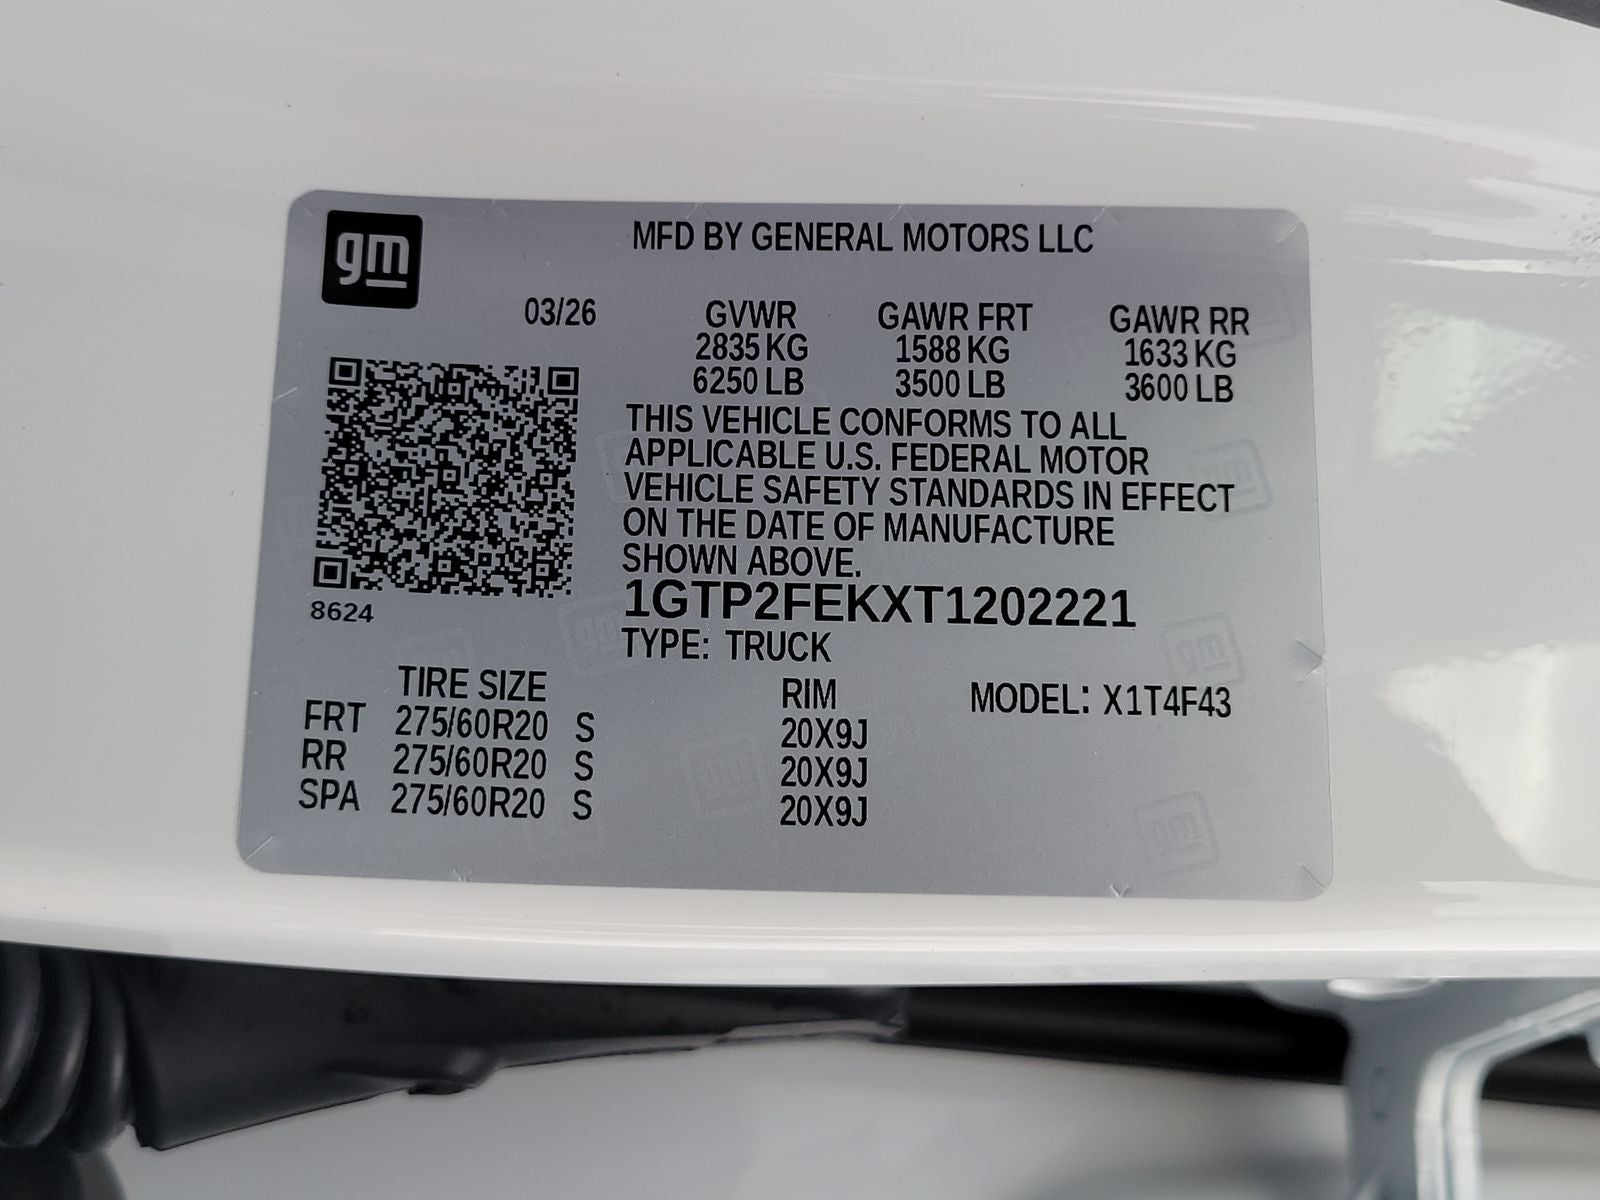 gm
MFD BY GENERAL MOTORS LLC
03/26 GVWR GAWR FRT GAWR RR
2835 KG 1588 KG 1633 KG
6250 LB 3500 LB 3600 LB
THIS VEHICLE CONFORMS TO ALL
APPLICABLE U.S. FEDERAL MOTOR
VEHICLE SAFETY STANDARDS IN EFFECT
ON THE DATE OF MANUFACTURE
SHOWN ABOVE.
8624
1GTP2FEKXT1202221
TYPE: TRUCK
TIRE SIZE RIM MODEL: X1T4F43
FRT 275/60R20 S 20X9J
RR 275/60R20 S 20X9J
SPA 275/60R20 S 20X9J